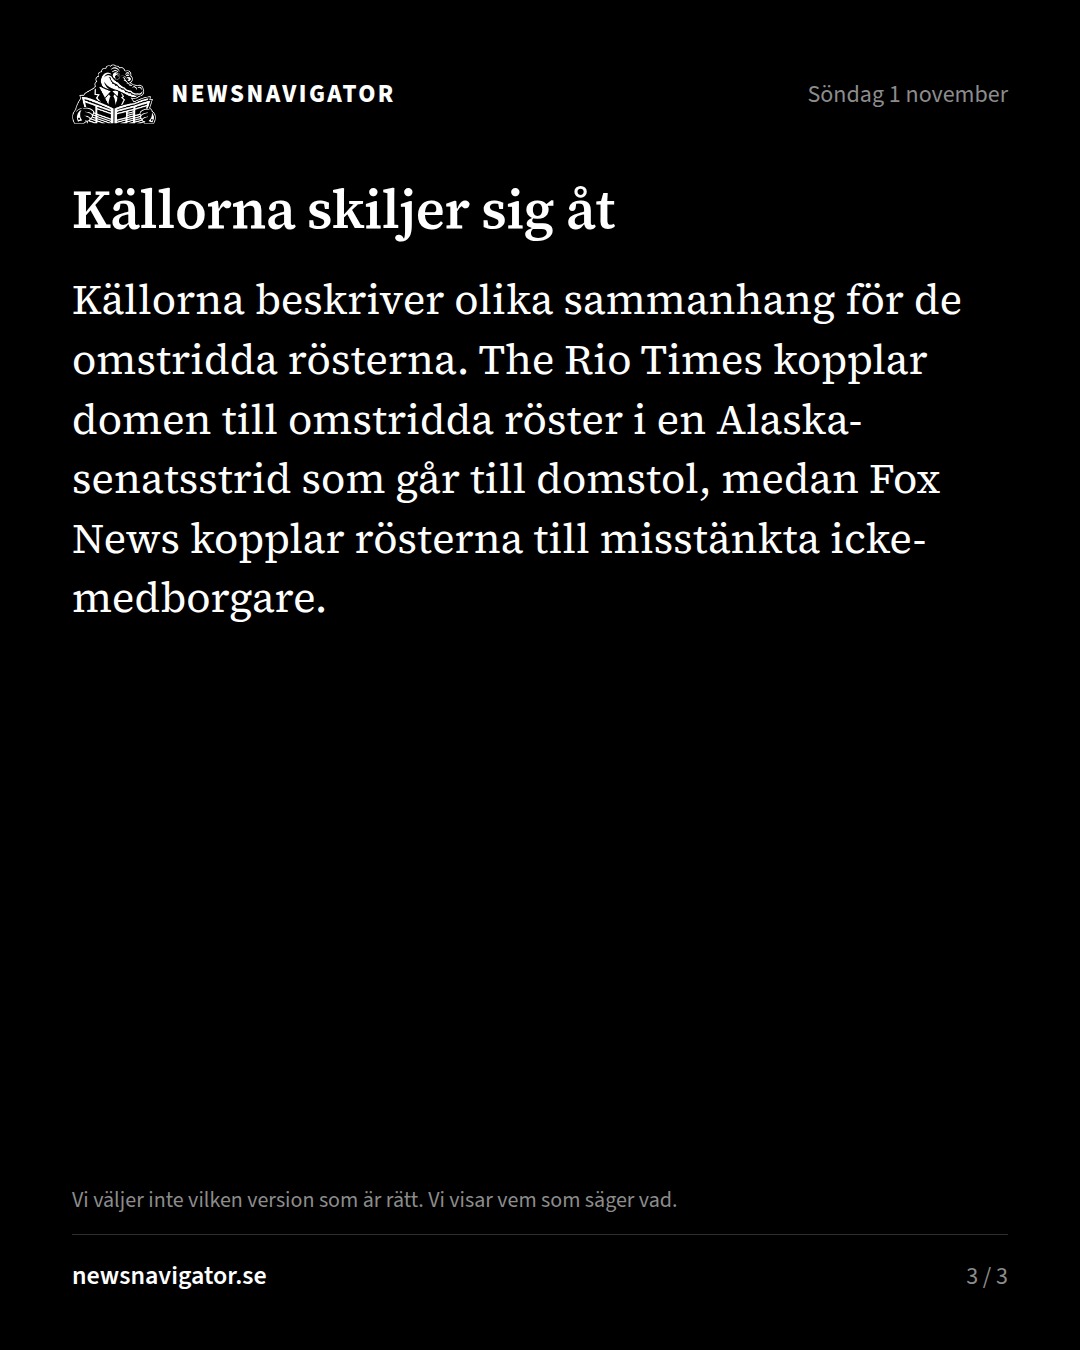 NEWSNAVIGATOR
Söndag 1 november
Källorna skiljer sig åt
Källorna beskriver olika sammanhang för de
omstridda rösterna. The Rio Times kopplar
domen till omstridda röster i en Alaska-
senatsstrid som går till domstol, medan Fox
News kopplar rösterna till misstänkta icke-
medborgare.
Vi väljer inte vilken version som är rätt. Vi visar vem som säger vad.
newsnavigator.se
3 / 3